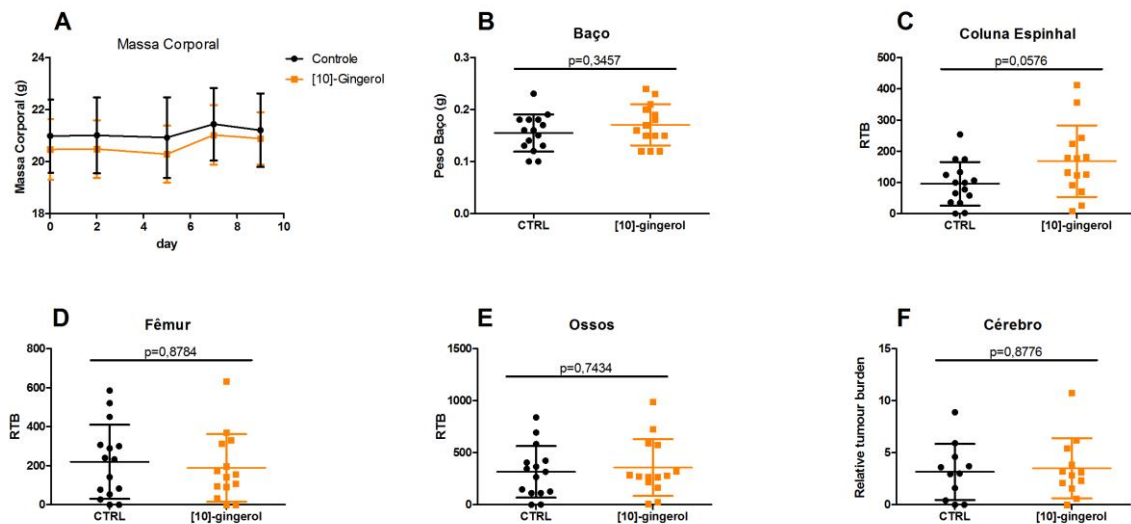 A
Massa Corporal
Massa Corporal (g)
24
22
20
18
0
2
4
6
8
10
day
Controle
[10]-Gingerol
B
Baço
p=0,3457
Peso Baço (g)
0.3
0.2
0.1
0.0
CTRL
[10]-gingerol
C
Coluna Espinhal
p=0,0576
RTB
500
400
300
200
100
0
CTRL
[10]-gingerol
D
Fêmur
p=0,8784
RTB
800
600
400
200
0
CTRL
[10]-gingerol
E
Ossos
p=0,7434
RTB
1500
1000
500
0
CTRL
[10]-gingerol
F
Cérebro
p=0,8776
Relative tumour burden
15
10
5
0
CTRL
[10]-gingerol